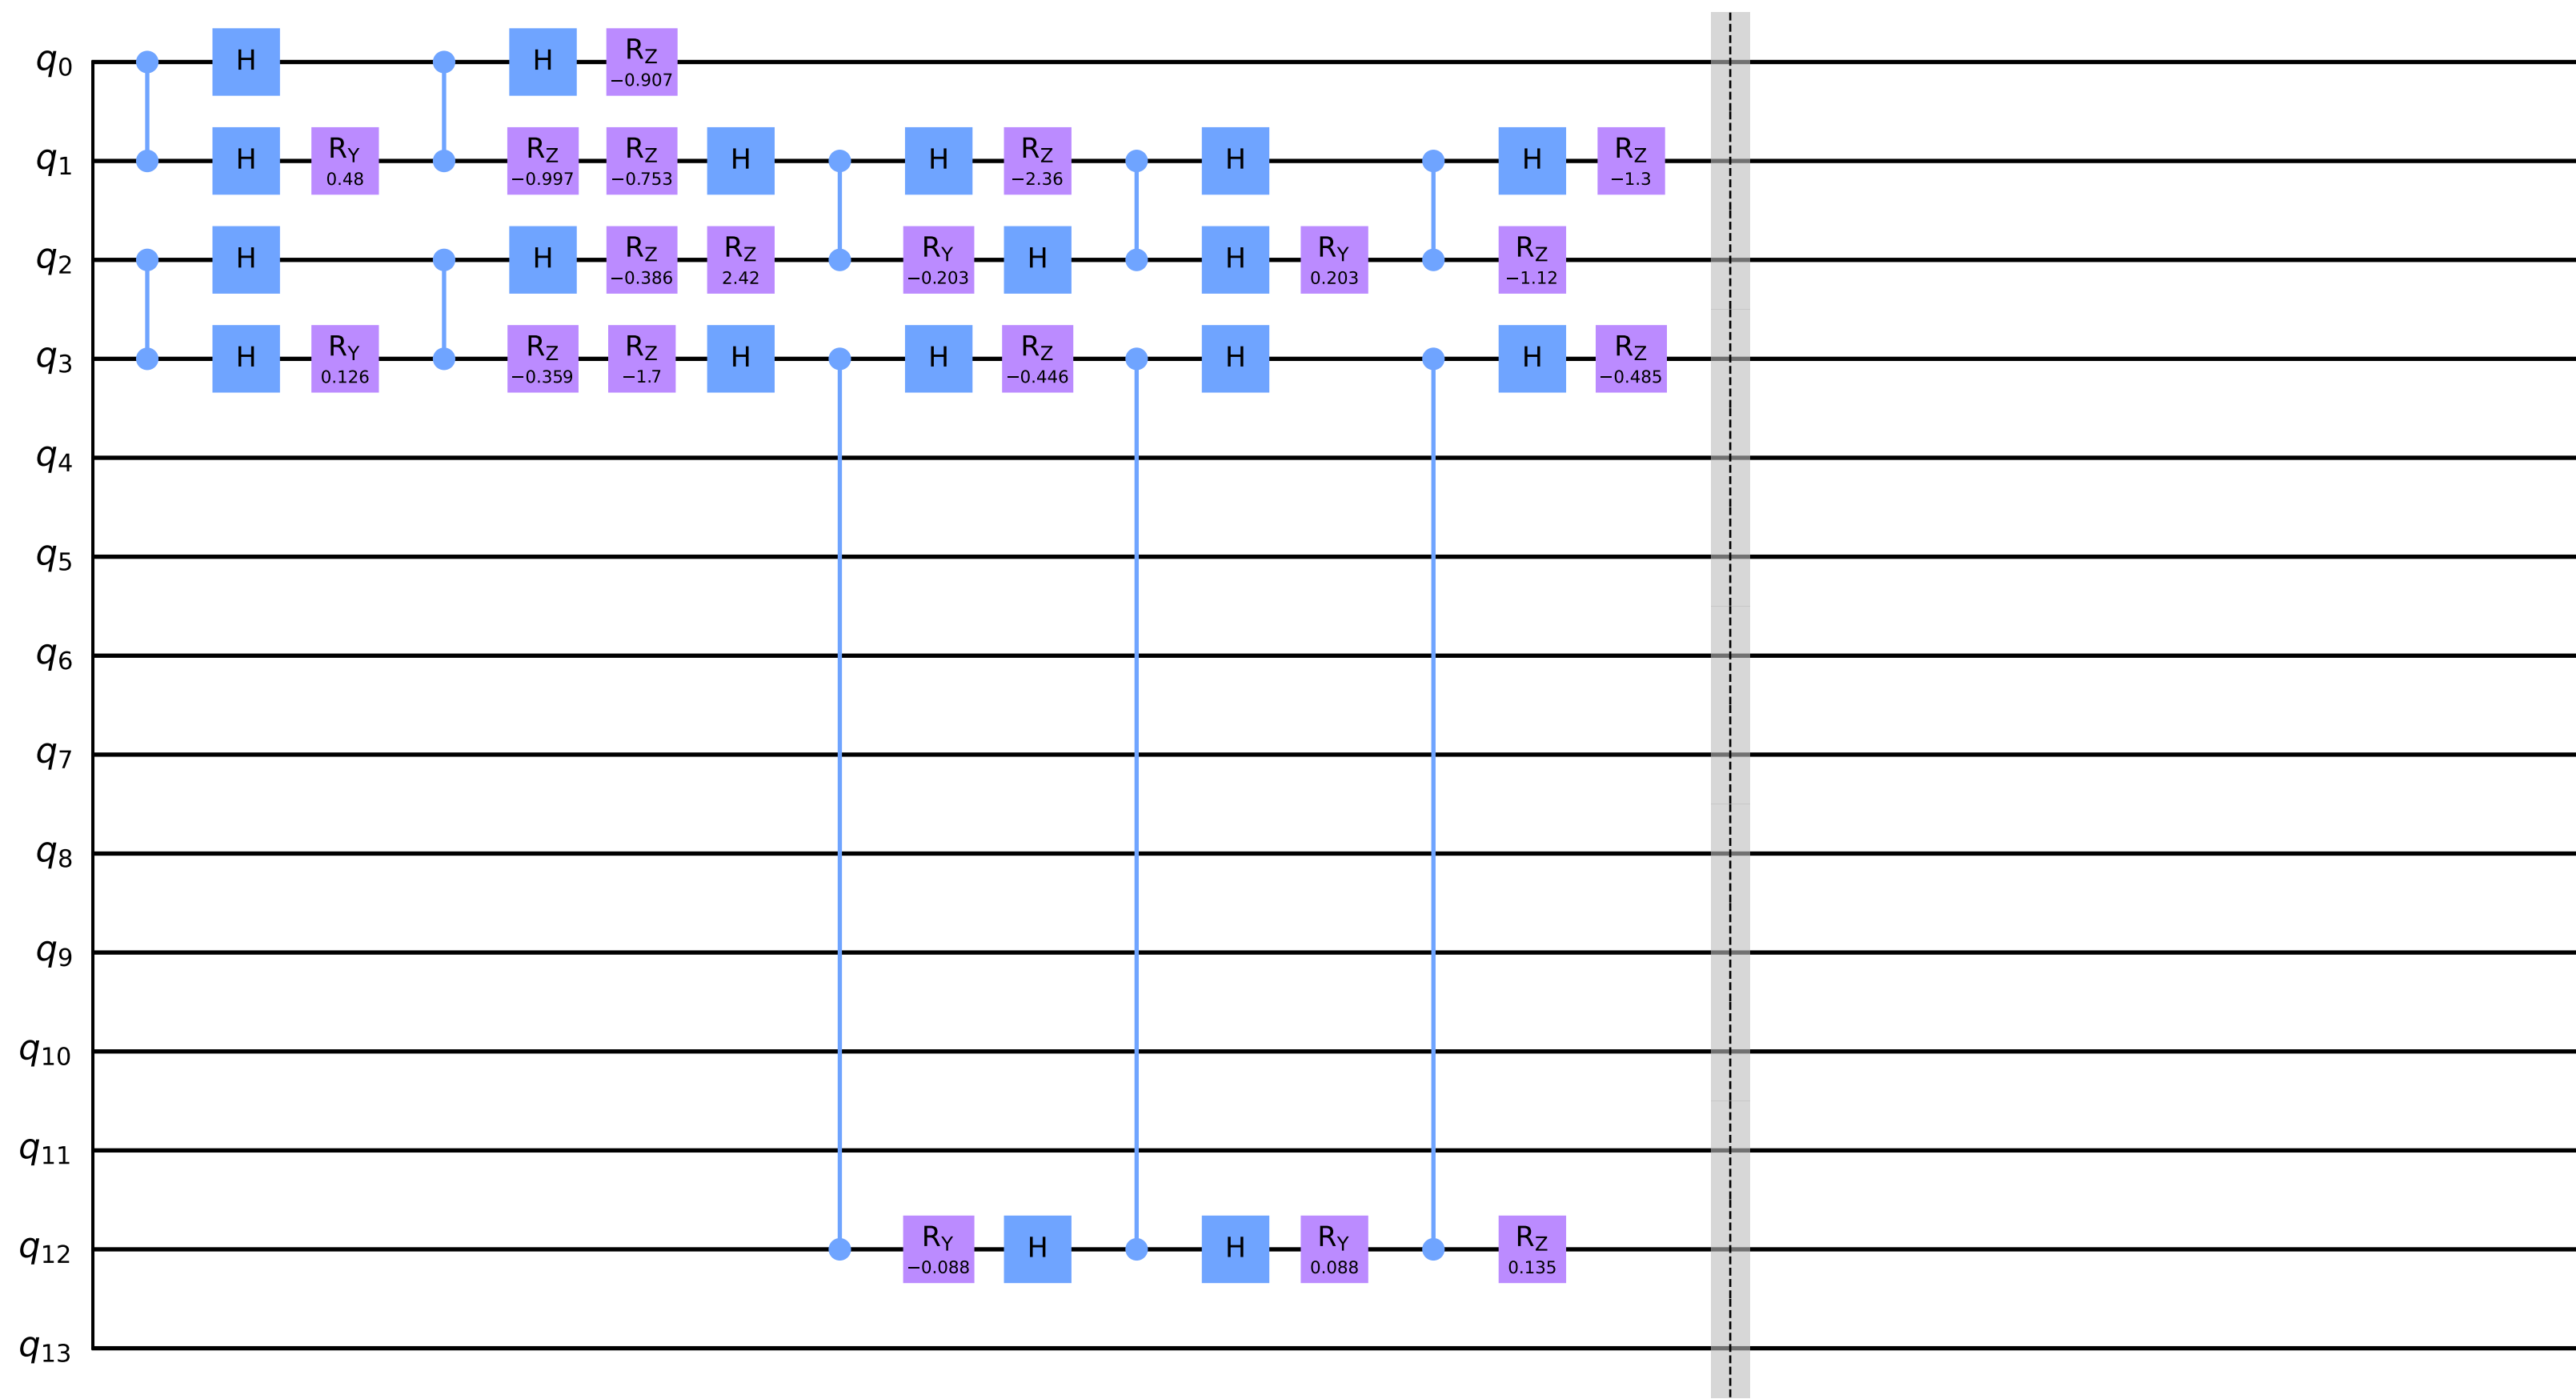 q0 H H RZ −0.907
q1 H RY 0.48 RZ −0.997 RZ −0.753 H H RZ −2.36 H H RZ −1.3
q2 H H RZ −0.386 RZ 2.42 RY −0.203 H H RY 0.203 RZ −1.12
q3 H RY 0.126 RZ −0.359 RZ −1.7 H H RZ −0.446 H H RZ −0.485
q4
q5
q6
q7
q8
q9
q10
q11
q12 RY −0.088 H H RY 0.088 RZ 0.135
q13